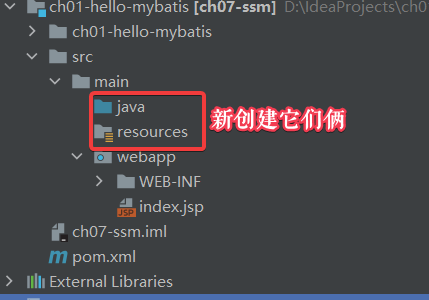 ch01-hello-mybatis [ch07-ssm] D:\IdeaProjects\ch0
ch01-hello-mybatis
src
main
java
resources
新创建它们俩
webapp
WEB-INF
index.jsp
ch07-ssm.iml
pom.xml
External Libraries